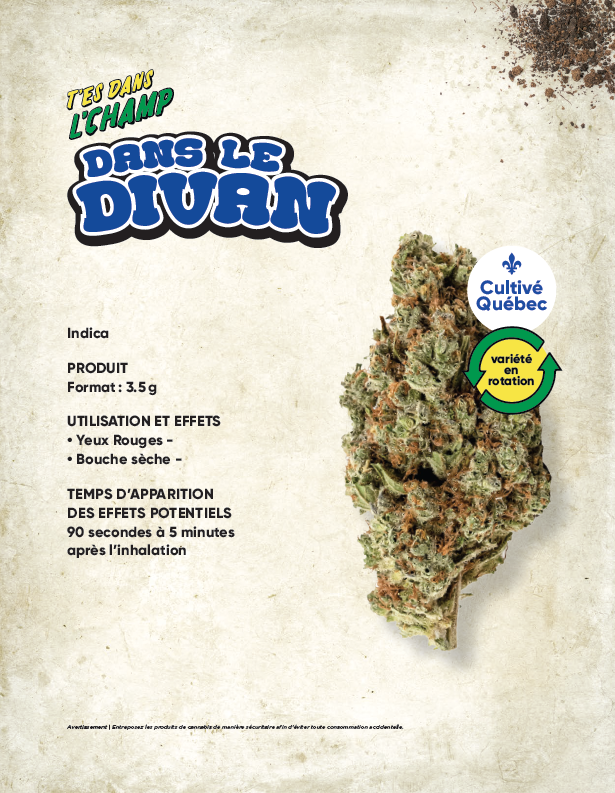 T'ES DANS
L'CHAMP
DANS LE
DIVAN
Cultivé
Québec
variété
en
rotation
Indica
PRODUIT
Format : 3.5 g
UTILISATION ET EFFETS
• Yeux Rouges -
• Bouche sèche -
TEMPS D'APPARITION
DES EFFETS POTENTIELS
90 secondes à 5 minutes
après l'inhalation
Avertissement | Entreposez les produits de cannabis de manière sécuritaire afin d'éviter toute consommation accidentelle.